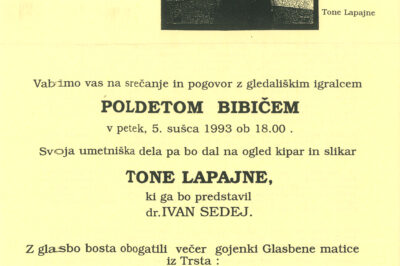 Tone Lapajne
Vabimo vas na srečanje in pogovor z gledališkim igralcem
POLDETOM BIBIČEM
v petek, 5. sušca 1993 ob 18.00 .
Svoja umetniška dela pa bo dal na ogled kipar in slikar
TONE LAPAJNE,
ki ga bo predstavil
dr. IVAN SEDEJ.
Z glasbo bosta obogatili večer gojenki Glasbene matice
iz Trsta :